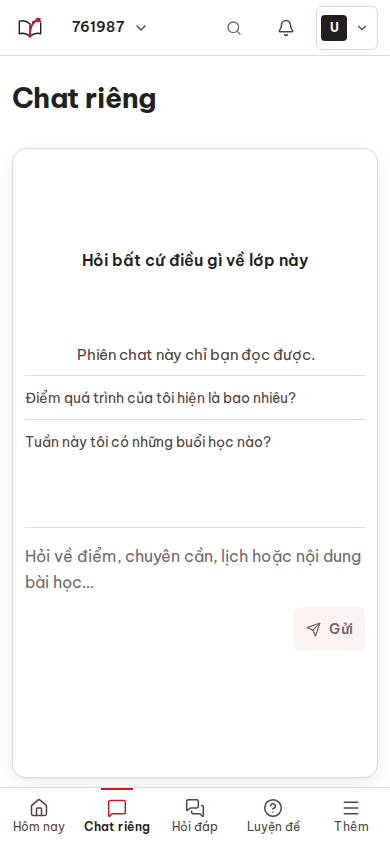 761987
U
Chat riêng
Hỏi bất cứ điều gì về lớp này
Phiên chat này chỉ bạn đọc được.
Điểm quá trình của tôi hiện là bao nhiêu?
Tuần này tôi có những buổi học nào?
Hỏi về điểm, chuyên cần, lịch hoặc nội dung
bài học...
Gửi
Hôm nay
Chat riêng
Hỏi đáp
Luyện đề
Thêm